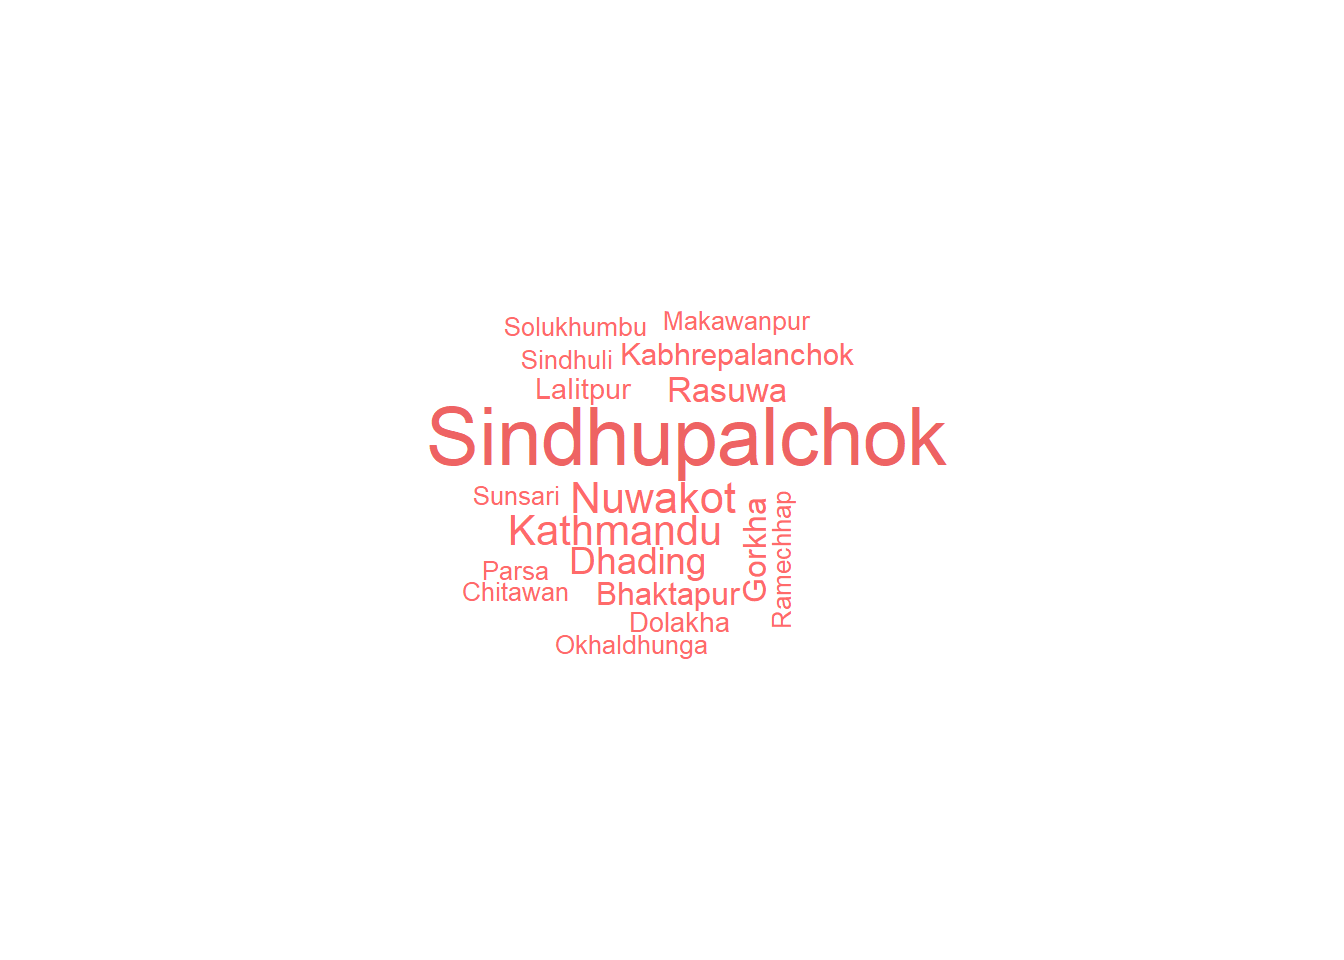 Solukhumbu
Makawanpur
Sindhuli
Kabhrepalanchok
Lalitpur
Rasuwa
Sindhupalchok
Sunsari
Nuwakot
Kathmandu
Gorkha
Ramechhap
Dhading
Parsa
Chitawan
Bhaktapur
Dolakha
Okhaldhunga